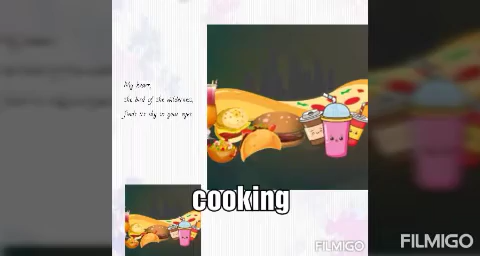 My heart,
the bird of the wilderness,
finds its sky in your eyes.
cooking
FILMIGO
FILMIGO